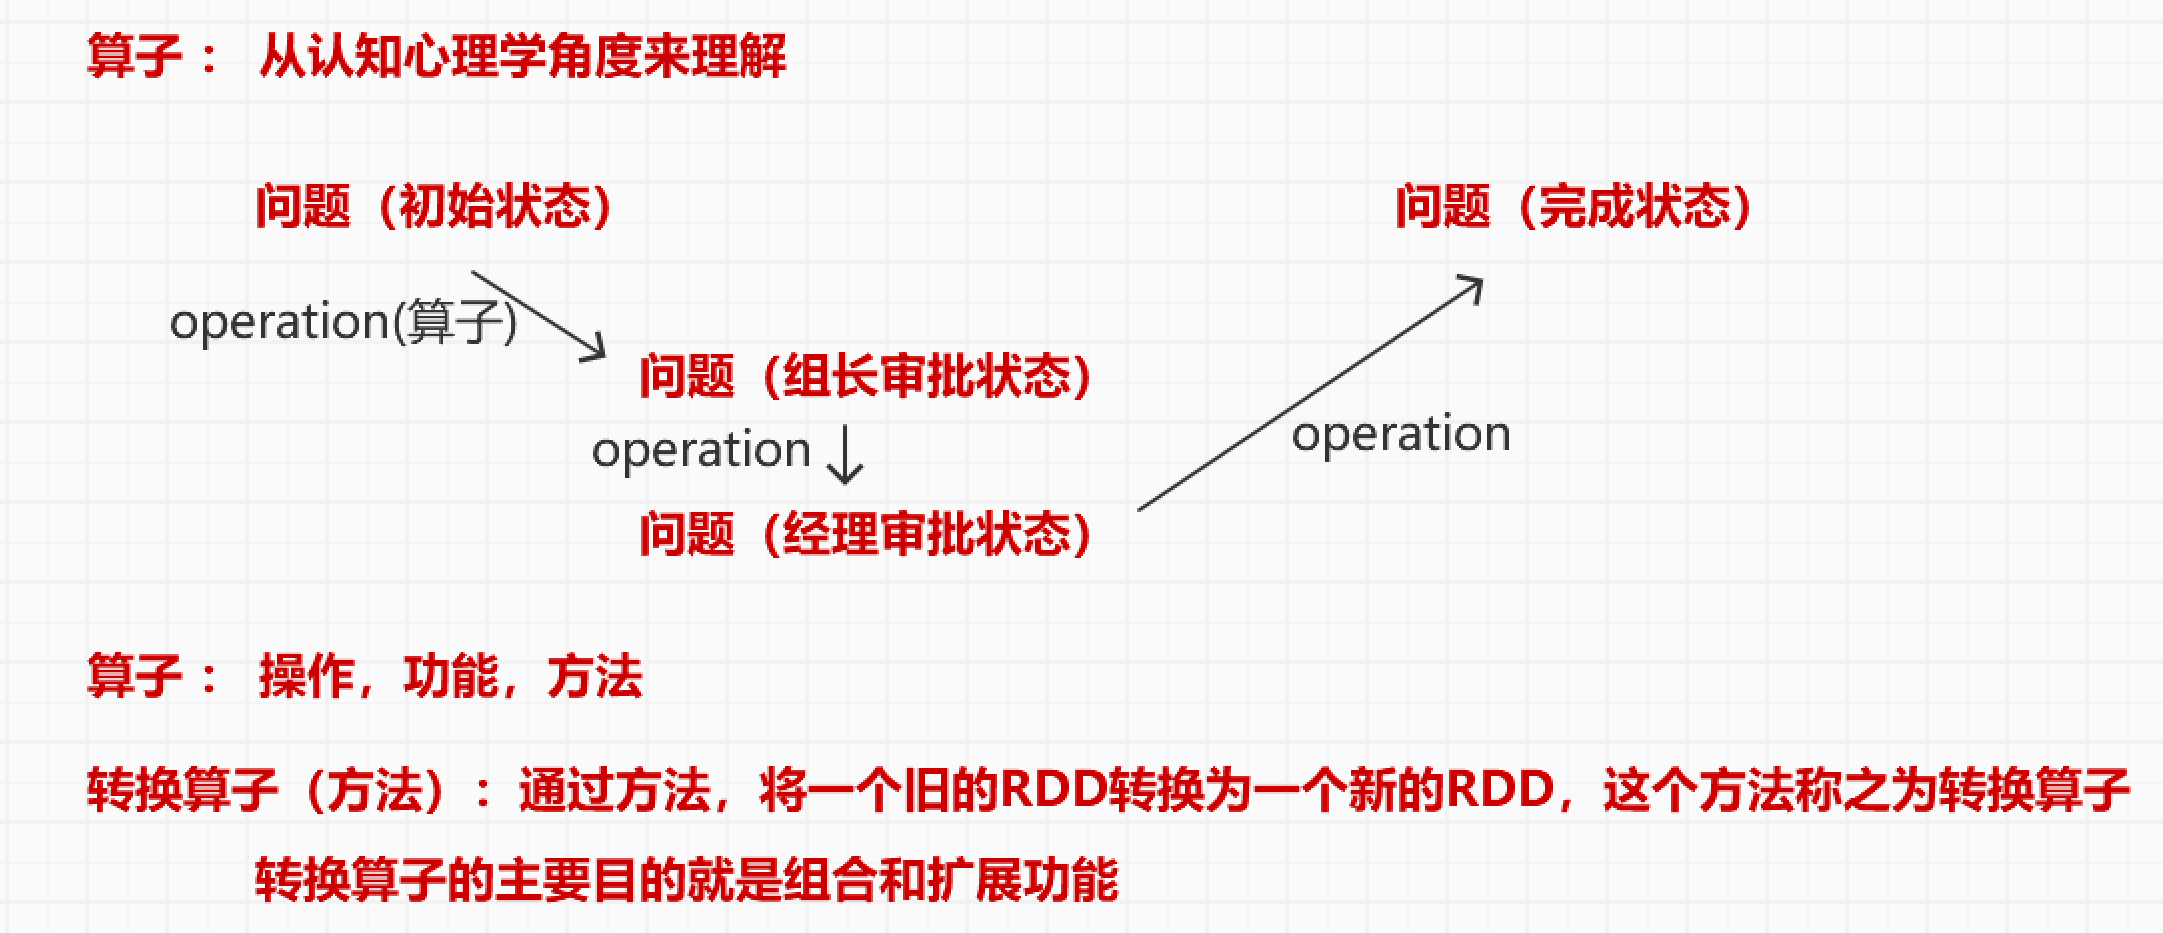 算子： 从认知心理学角度来理解
问题（初始状态）
问题（完成状态）
operation(算子)
问题（组长审批状态）
operation
operation
问题（经理审批状态）
算子： 操作，功能，方法
转换算子（方法）：通过方法，将一个旧的RDD转换为一个新的RDD，这个方法称之为转换算子
转换算子的主要目的就是组合和扩展功能